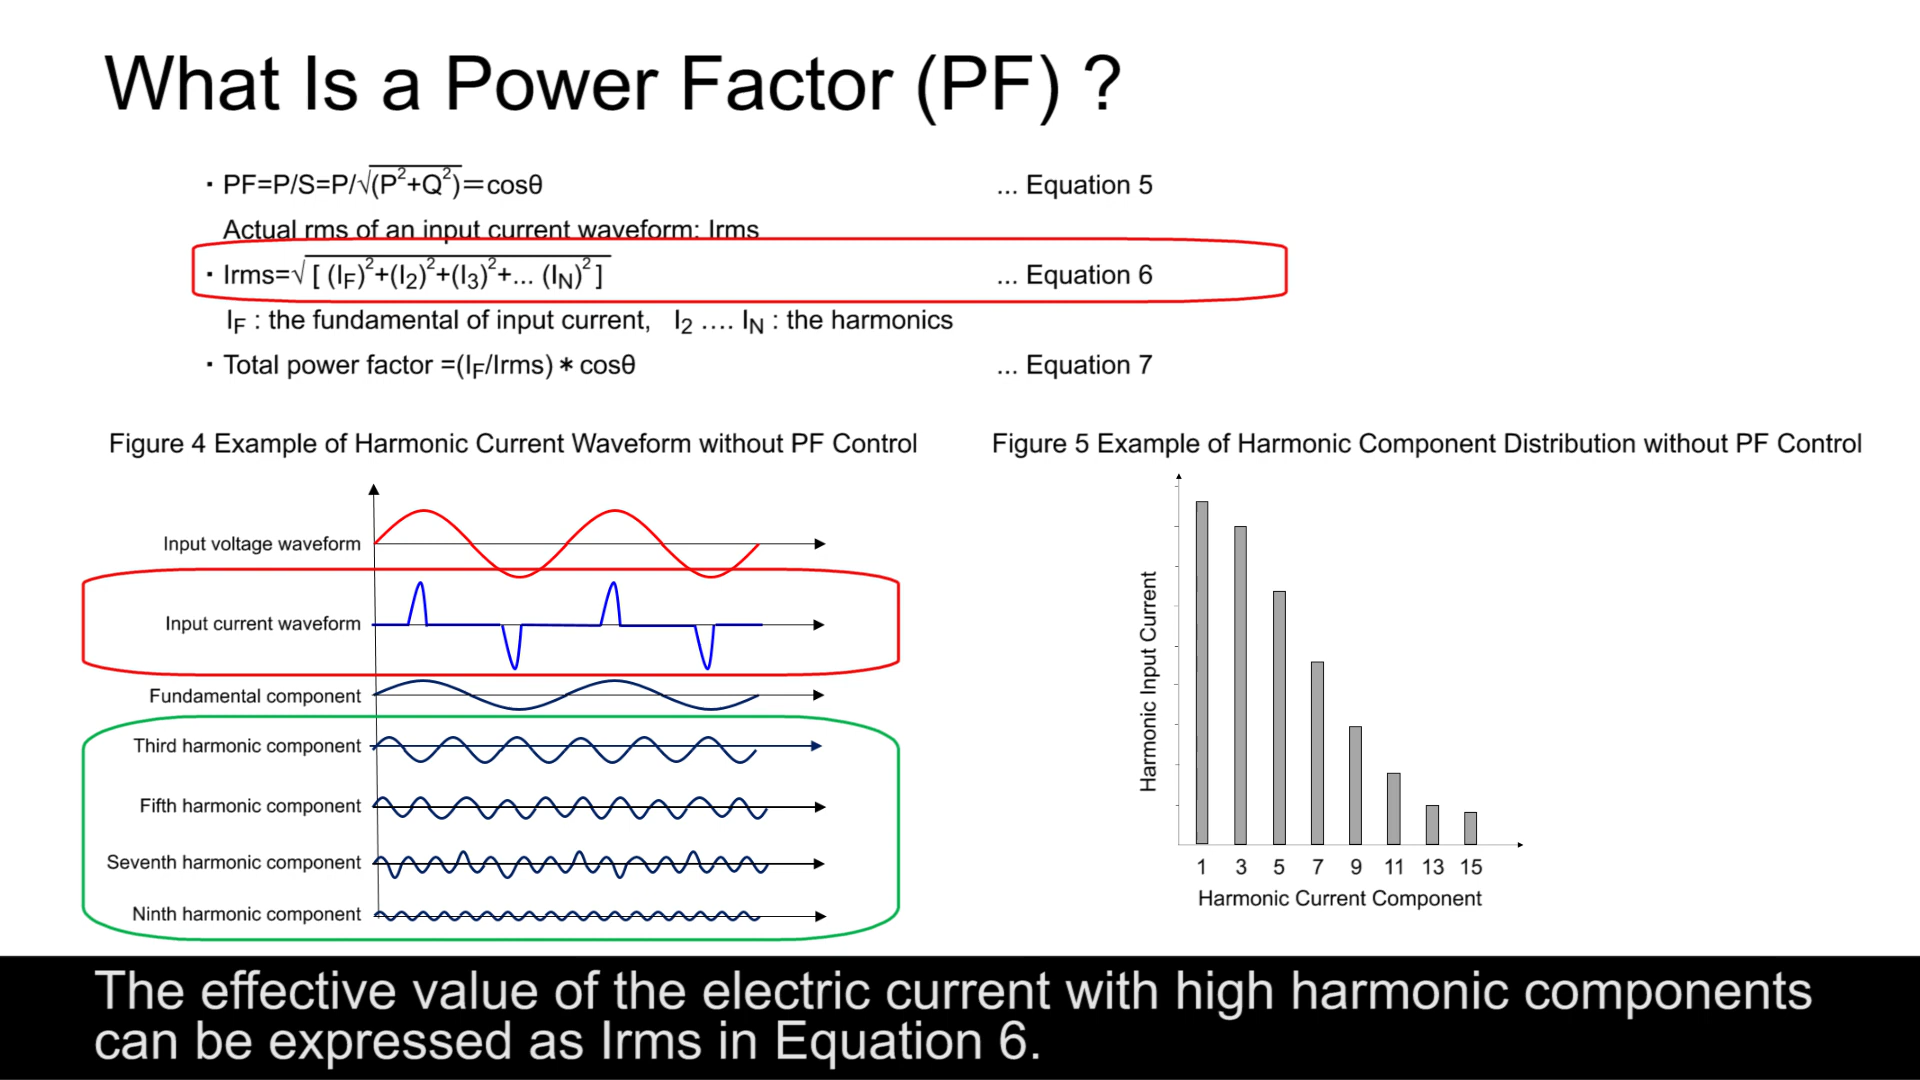 What Is a Power Factor (PF) ?
・PF=P/S=P/√(P²+Q²)=cosθ ... Equation 5
Actual rms of an input current waveform: Irms
・Irms=√[ (IF)²+(I2)²+(I3)²+... (IN)² ] ... Equation 6
IF : the fundamental of input current, I2 .... IN : the harmonics
・Total power factor =(IF/Irms)＊cosθ ... Equation 7
Figure 4 Example of Harmonic Current Waveform without PF Control
Input voltage waveform
Input current waveform
Fundamental component
Third harmonic component
Fifth harmonic component
Seventh harmonic component
Ninth harmonic component
Figure 5 Example of Harmonic Component Distribution without PF Control
Harmonic Input Current
1 3 5 7 9 11 13 15
Harmonic Current Component
The effective value of the electric current with high harmonic components
can be expressed as Irms in Equation 6.